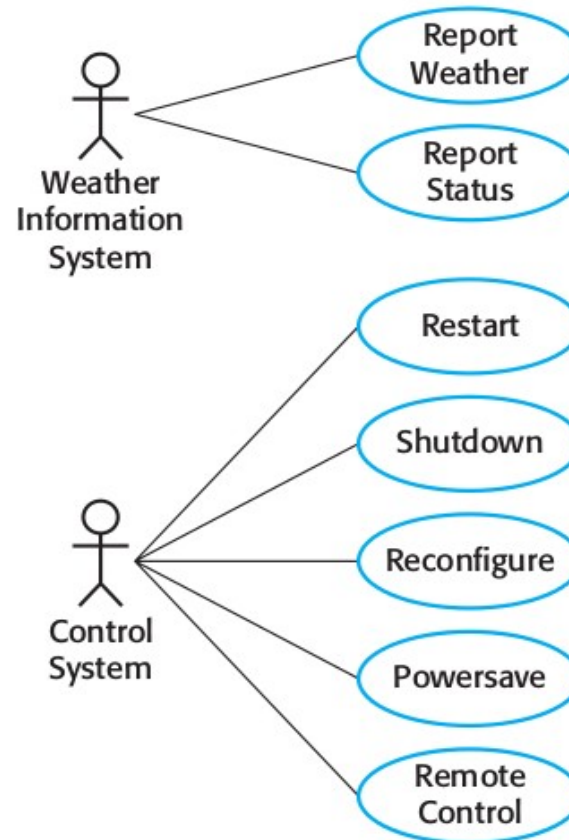 Report
Weather
Report
Status
Weather
Information
System
Restart
Shutdown
Reconfigure
Control
System
Powersave
Remote
Control